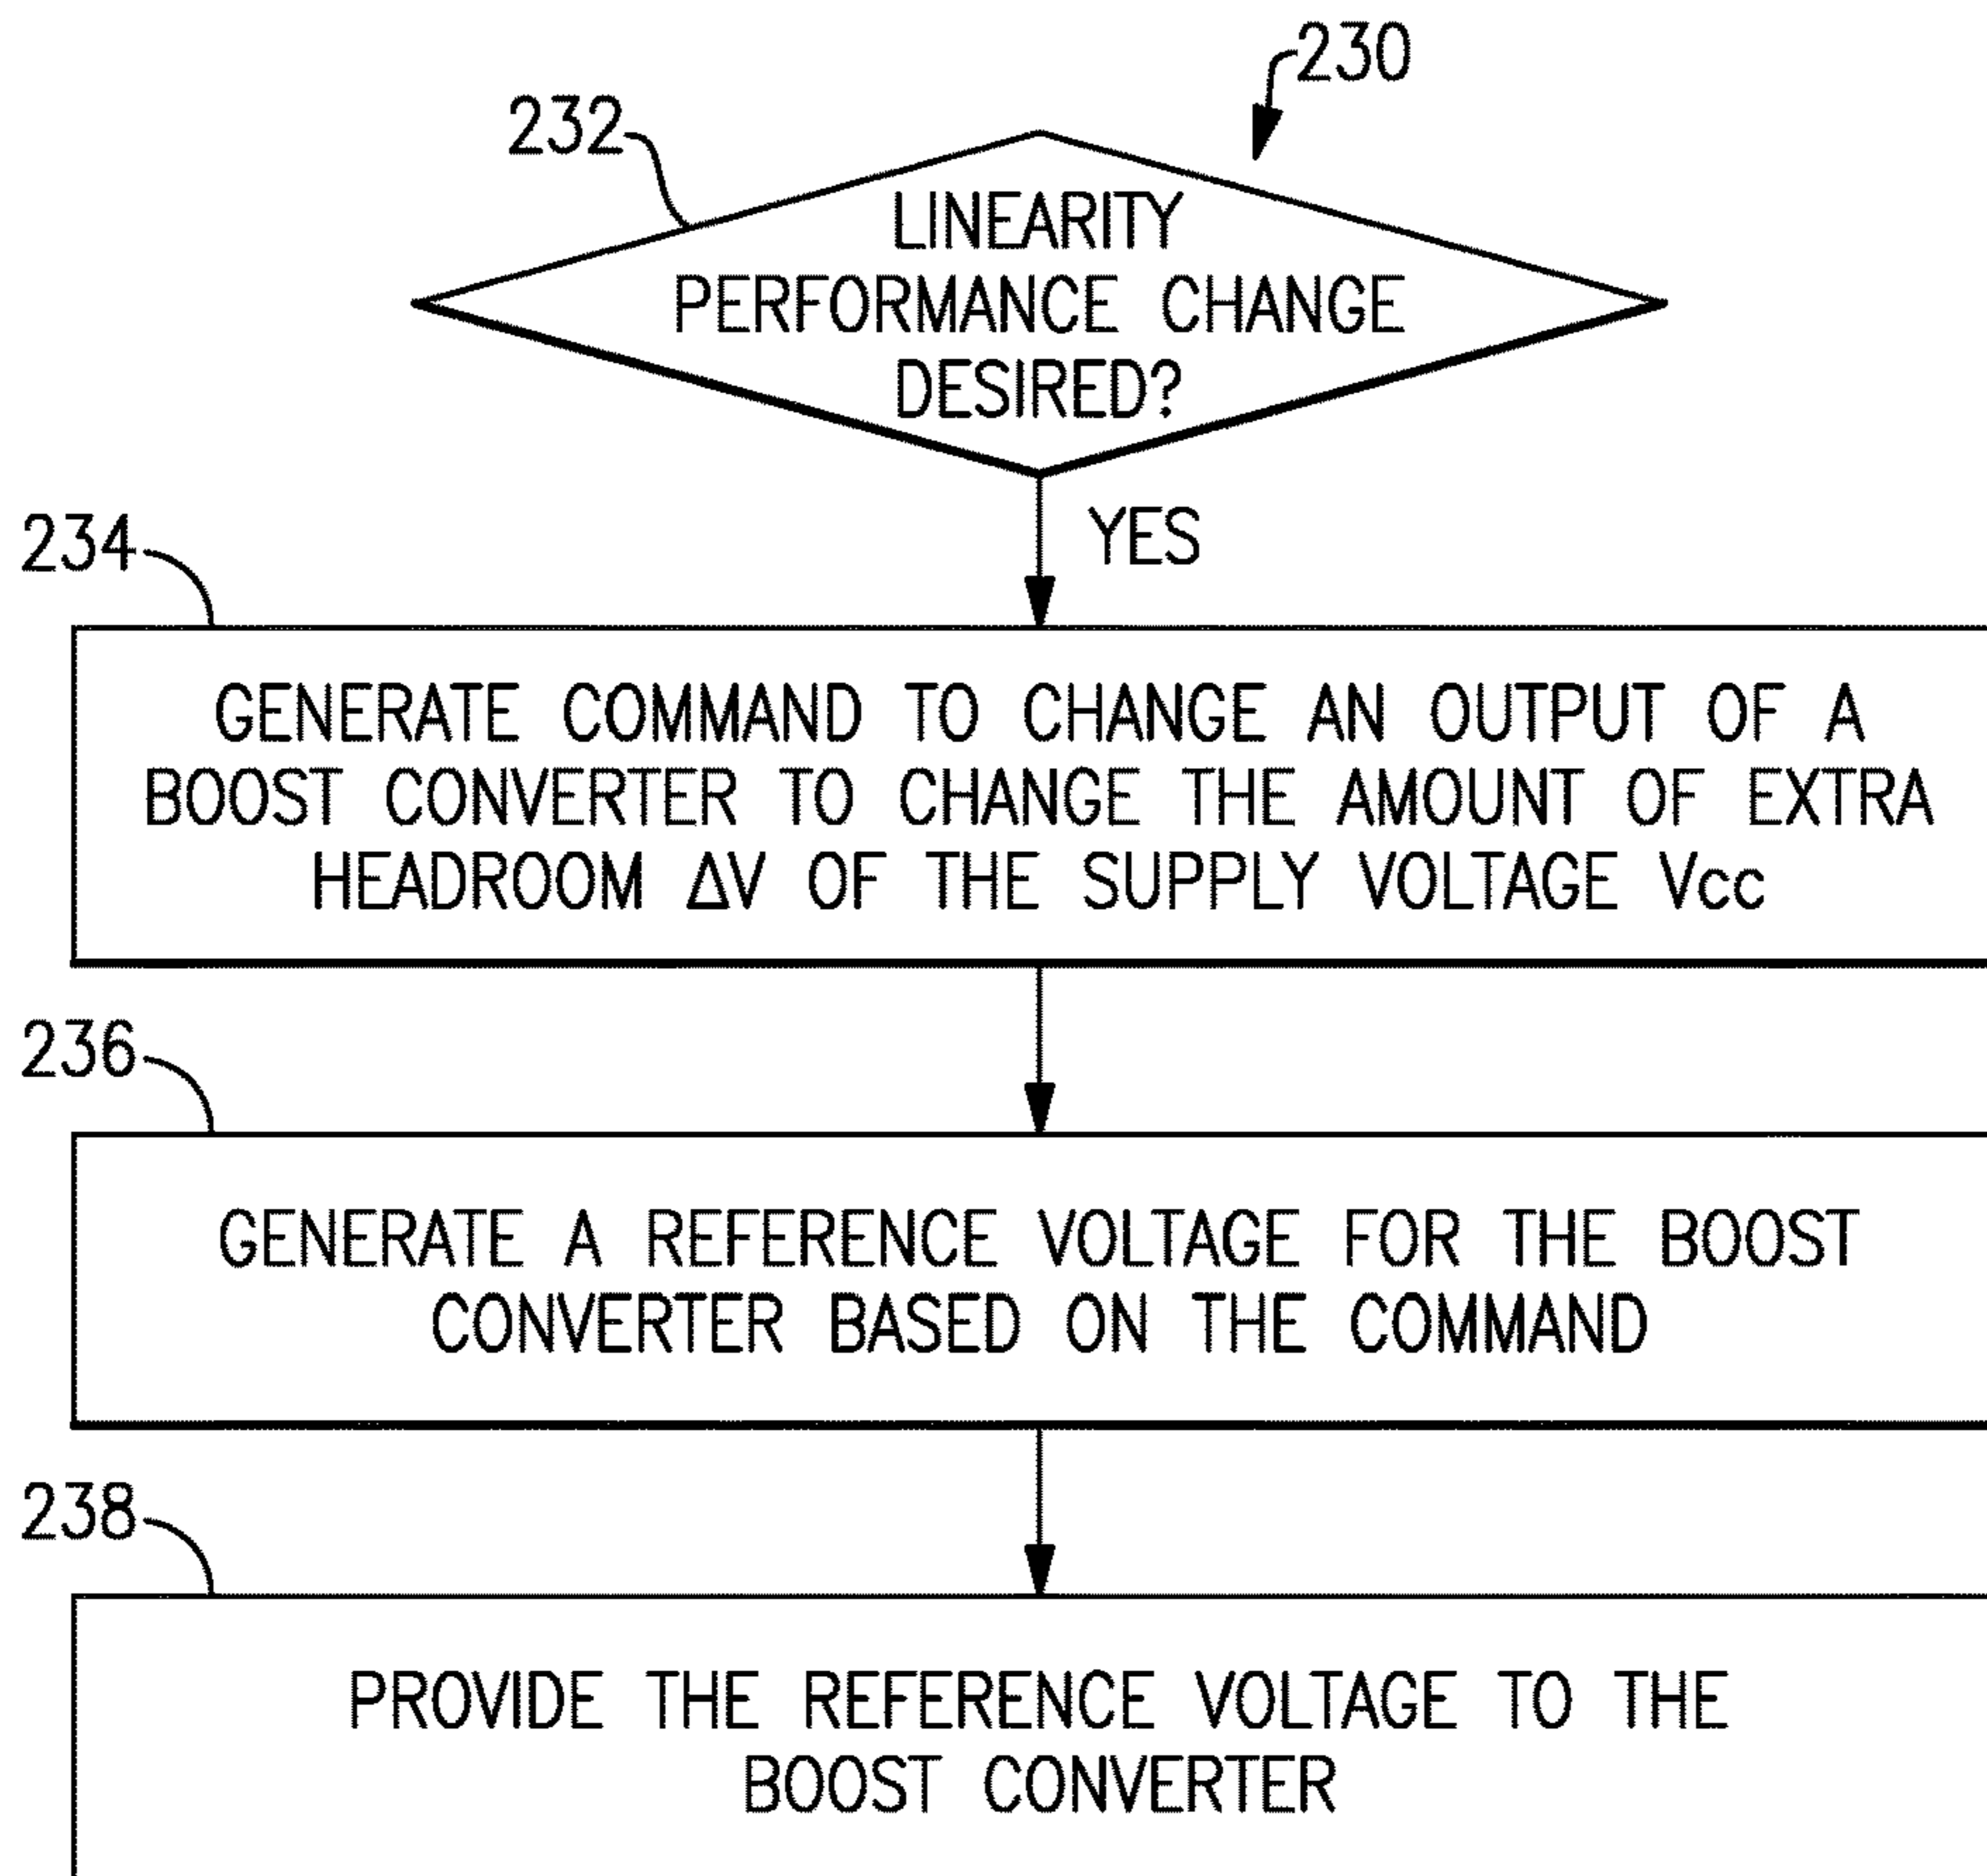 230
232
LINEARITY
PERFORMANCE CHANGE
DESIRED?
YES
234
GENERATE COMMAND TO CHANGE AN OUTPUT OF A
BOOST CONVERTER TO CHANGE THE AMOUNT OF EXTRA
HEADROOM ΔV OF THE SUPPLY VOLTAGE Vcc
236
GENERATE A REFERENCE VOLTAGE FOR THE BOOST
CONVERTER BASED ON THE COMMAND
238
PROVIDE THE REFERENCE VOLTAGE TO THE
BOOST CONVERTER